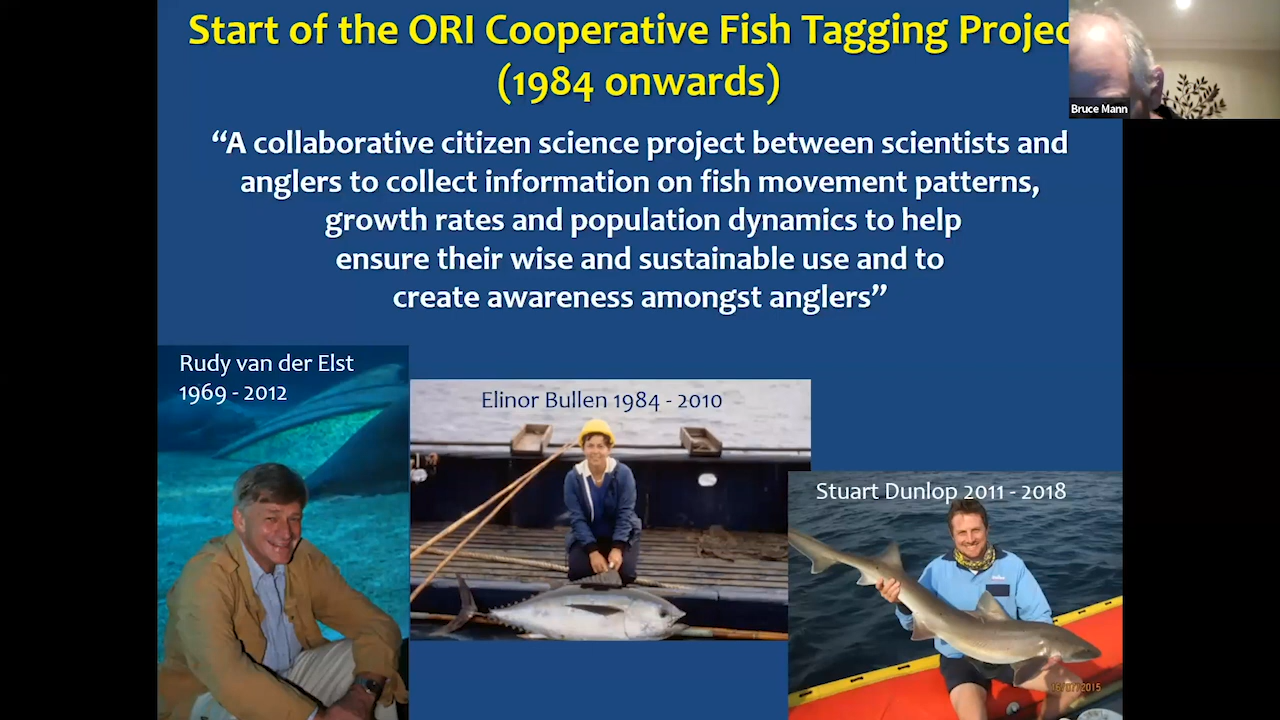 Start of the ORI Cooperative Fish Tagging Projec
(1984 onwards)
Bruce Mann
“A collaborative citizen science project between scientists and
anglers to collect information on fish movement patterns,
growth rates and population dynamics to help
ensure their wise and sustainable use and to
create awareness amongst anglers”
Rudy van der Elst
1969 - 2012
Elinor Bullen 1984 - 2010
Stuart Dunlop 2011 - 2018